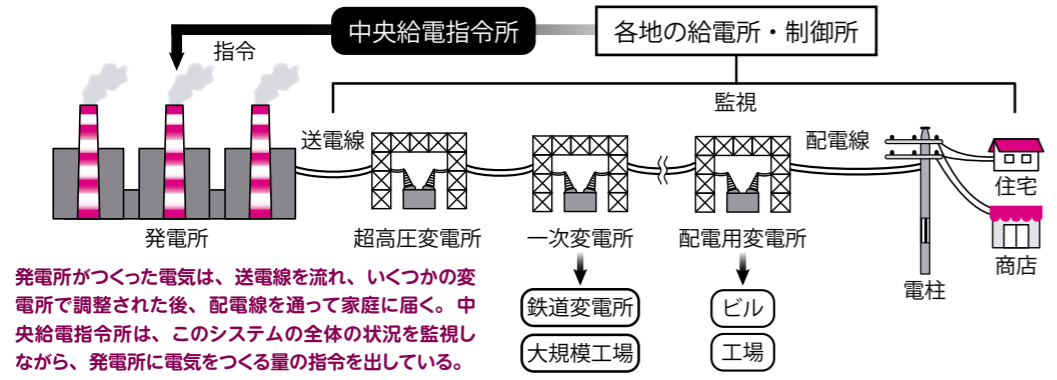 中央給電指令所
各地の給電所・制御所
指令
監視
送電線
配電線
住宅
発電所
超高圧変電所
一次変電所
配電用変電所
商店
電柱
鉄道変電所
大規模工場
ビル
工場
発電所がつくった電気は、送電線を流れ、いくつかの変
電所で調整された後、配電線を通って家庭に届く。中
央給電指令所は、このシステムの全体の状況を監視し
ながら、発電所に電気をつくる量の指令を出している。